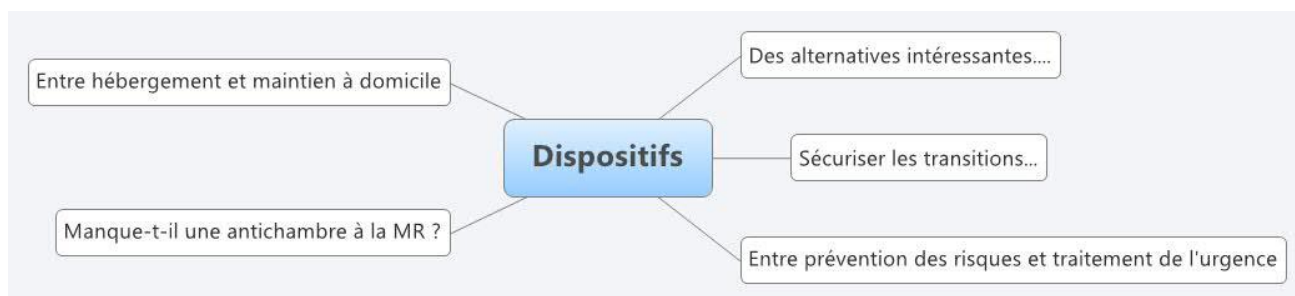 Des alternatives intéressantes....
Entre hébergement et maintien à domicile
Dispositifs
Sécuriser les transitions...
Manque-t-il une antichambre à la MR ?
Entre prévention des risques et traitement de l'urgence